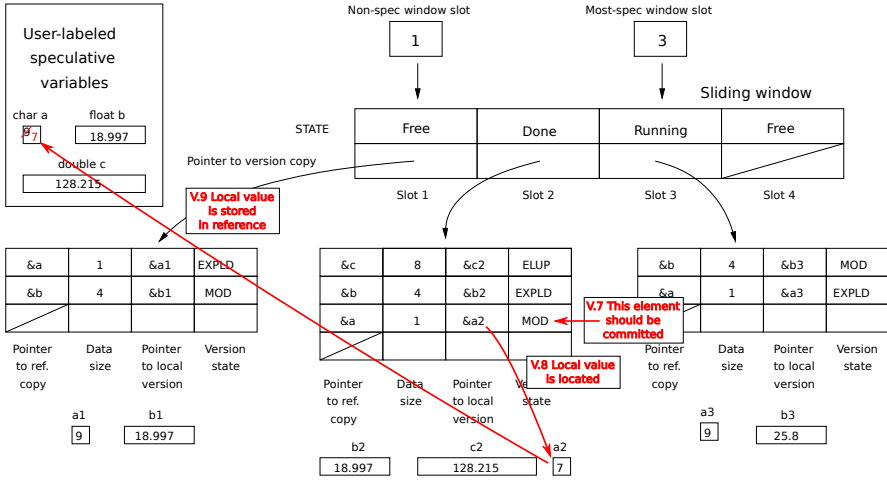 Non-spec window slot
Most-spec window slot
1
3
User-labeled
speculative
variables
char a
float b
9
7
18.997
double c
128.215
Sliding window
STATE
Free
Done
Running
Free
Pointer to version copy
Slot 1
Slot 2
Slot 3
Slot 4
V.9 Local value
is stored
in reference
&a
1
&a1
EXPLD
&b
4
&b1
MOD
Pointer
to ref.
copy
Data
size
Pointer
to local
version
Version
state
a1
9
b1
18.997
&c
8
&c2
ELUP
&b
4
&b2
EXPLD
&a
1
&a2
MOD
V.7 This element
should be
committed
V.8 Local value
is located
Pointer
to ref.
copy
Data
size
Pointer
to local
version
state
b2
18.997
c2
128.215
a2
7
&b
4
&b3
MOD
&a
1
&a3
EXPLD
Pointer
to ref.
copy
Data
size
Pointer
to local
version
Version
state
a3
9
b3
25.8